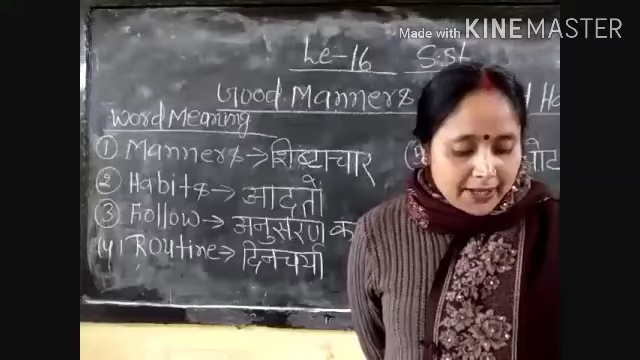 Made with KINEMASTER
Le-16 S.St
Good Manners
Word Meaning
① Manners → शिष्टाचार
② Habits → आदतों
③ Follow → अनुसरण क
(4) Routine → दिनचर्या